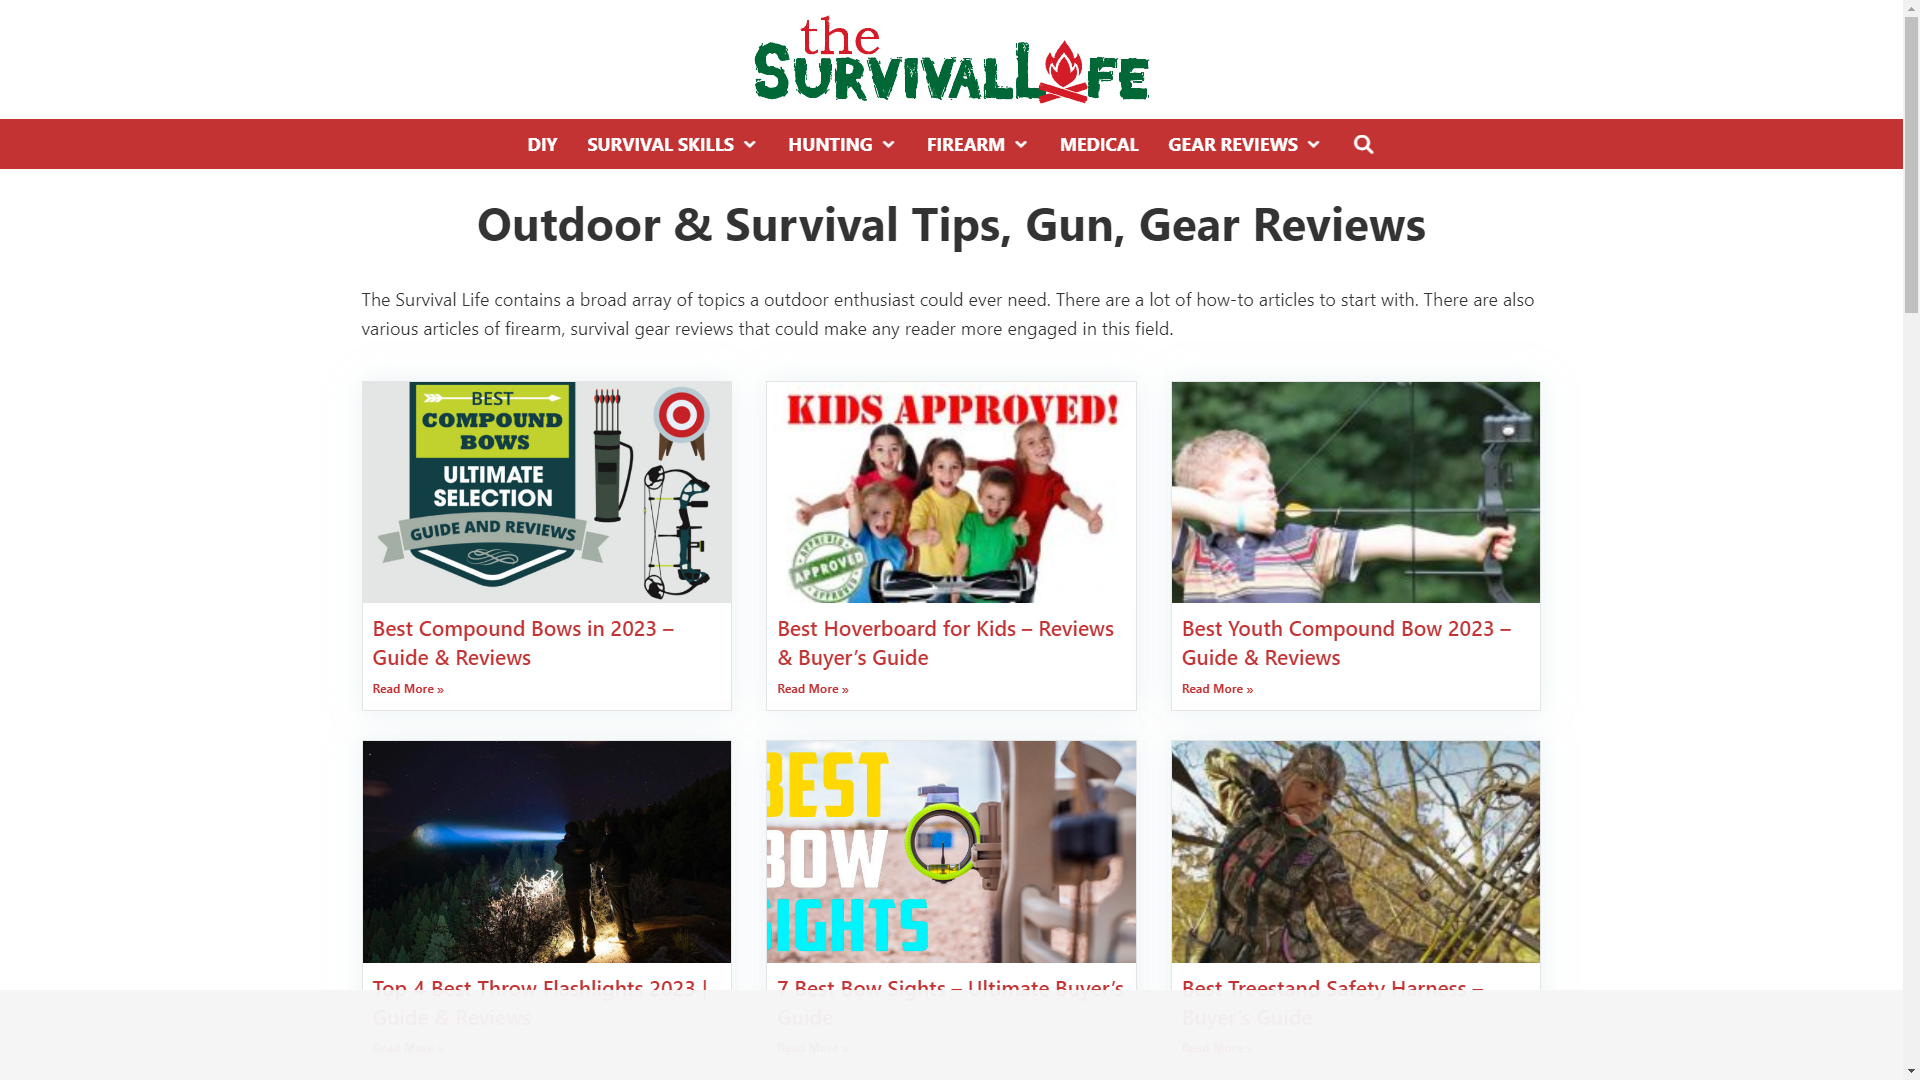 the
SURVIVAL LIFE
DIY SURVIVAL SKILLS HUNTING FIREARM MEDICAL GEAR REVIEWS
Outdoor & Survival Tips, Gun, Gear Reviews
The Survival Life contains a broad array of topics a outdoor enthusiast could ever need. There are a lot of how-to articles to start with. There are also
various articles of firearm, survival gear reviews that could make any reader more engaged in this field.
BEST
COMPOUND
BOWS
ULTIMATE
SELECTION
GUIDE AND REVIEWS
Best Compound Bows in 2023 –
Guide & Reviews
Read More »
KIDS APPROVED!
APPROVED
APPROVED
APPROVED
Best Hoverboard for Kids – Reviews
& Buyer’s Guide
Read More »
Best Youth Compound Bow 2023 –
Guide & Reviews
Read More »
Top 4 Best Throw Flashlights 2023 |
Guide & Reviews
Read More »
BEST
BOW
SIGHTS
7 Best Bow Sights – Ultimate Buyer’s
Guide
Read More »
Best Treestand Safety Harness –
Buyer’s Guide
Read More »